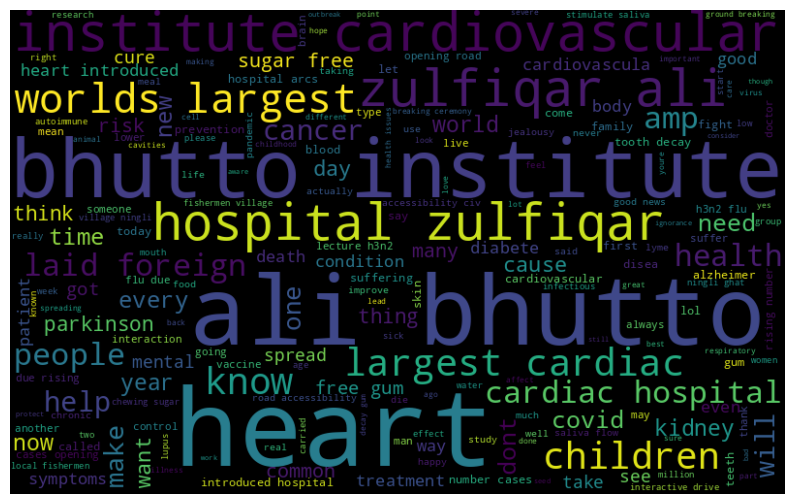 research outbreak point severe stimulate saliva ground breaking
institute cardiovascular
hope brain
right cure sugar free opening road cardiovascula good
heart introduced hospital arcs taking let
worlds largest zulfiqar ali
meal making new type come start care though virus
autoimmune cell different breaking ceremony important
mean risk prevention cancer world body amp fight low
lower please use jealousy family never doctor
animal cavities pandemic blood live health issues tooth decay
day childhood look consider
bhutto institute
life actually aware love feel youre
fishermen village accessibility civ good news h3n2 flu yes
village ningli someone lot ignorance group
think hospital zulfiqar need
really time today say
mouth lecture h3n2 said first lyme suffer
laid foreign death many diabete cause health
condition disea
flu due food suffering cardiovascular alzheimer
week got improve thing infectious ningli ghat
known spreading patient every one lead skin great rising number
parkinson ali bhutto always lol
interaction back sick still best respiratory
people going mental spread vaccine age largest cardiac gum women
due rising year know free gum water affect
help chewing sugar road accessibility die ago cardiac hospital
chronic decay gum even
another control much covid may thank
protect two lupus real carried man effect study done well saliva flow sure
now called make want heart dont way kidney will
cases opening happy children
local fishermen illness work common see teeth bad
symptoms treatment take million part
introduced hospital number cases interactive drive